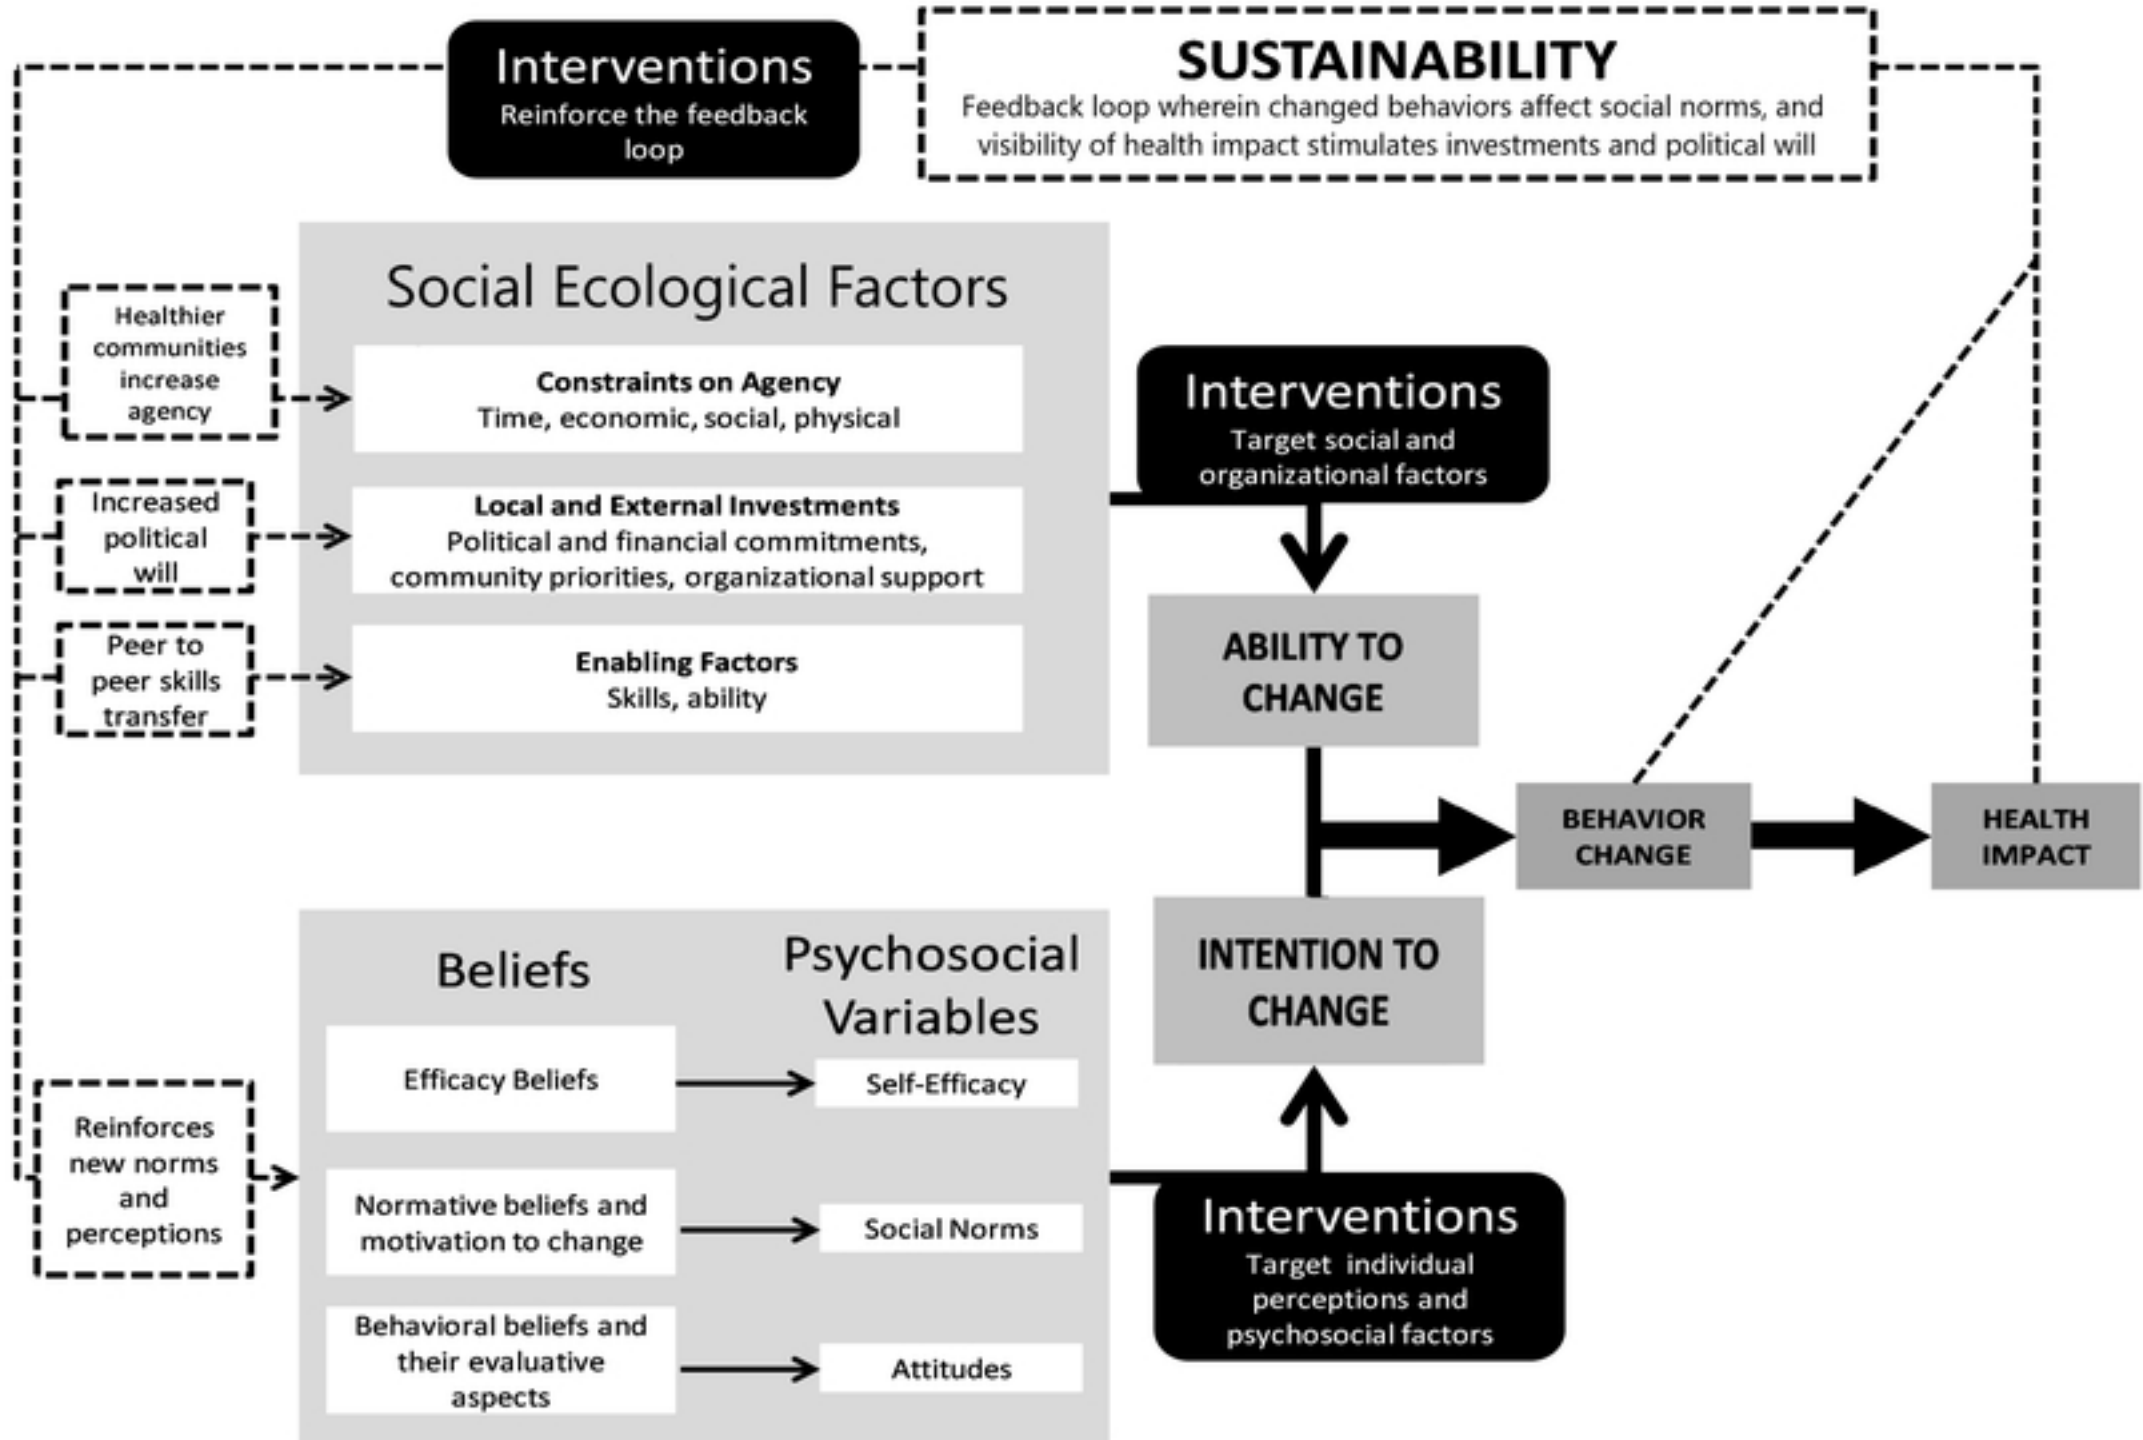 Interventions
Reinforce the feedback
loop
SUSTAINABILITY
Feedback loop wherein changed behaviors affect social norms, and
visibility of health impact stimulates investments and political will
Social Ecological Factors
Healthier
communities
increase
agency
Constraints on Agency
Time, economic, social, physical
Increased
political
will
Local and External Investments
Political and financial commitments,
community priorities, organizational support
Peer to
peer skills
transfer
Enabling Factors
Skills, ability
Interventions
Target social and
organizational factors
ABILITY TO
CHANGE
BEHAVIOR
CHANGE
HEALTH
IMPACT
INTENTION TO
CHANGE
Beliefs
Psychosocial
Variables
Reinforces
new norms
and
perceptions
Efficacy Beliefs
Self-Efficacy
Normative beliefs and
motivation to change
Social Norms
Behavioral beliefs and
their evaluative
aspects
Attitudes
Interventions
Target individual
perceptions and
psychosocial factors